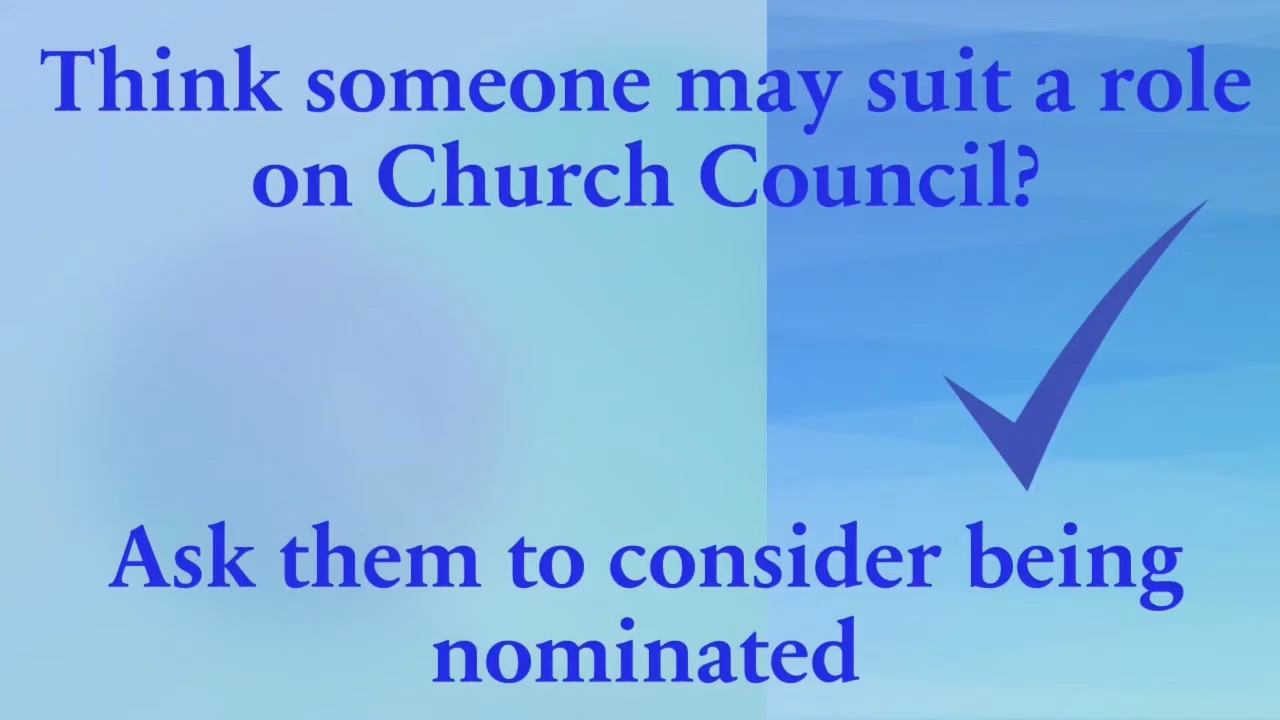 Think someone may suit a role
on Church Council?
Ask them to consider being
nominated